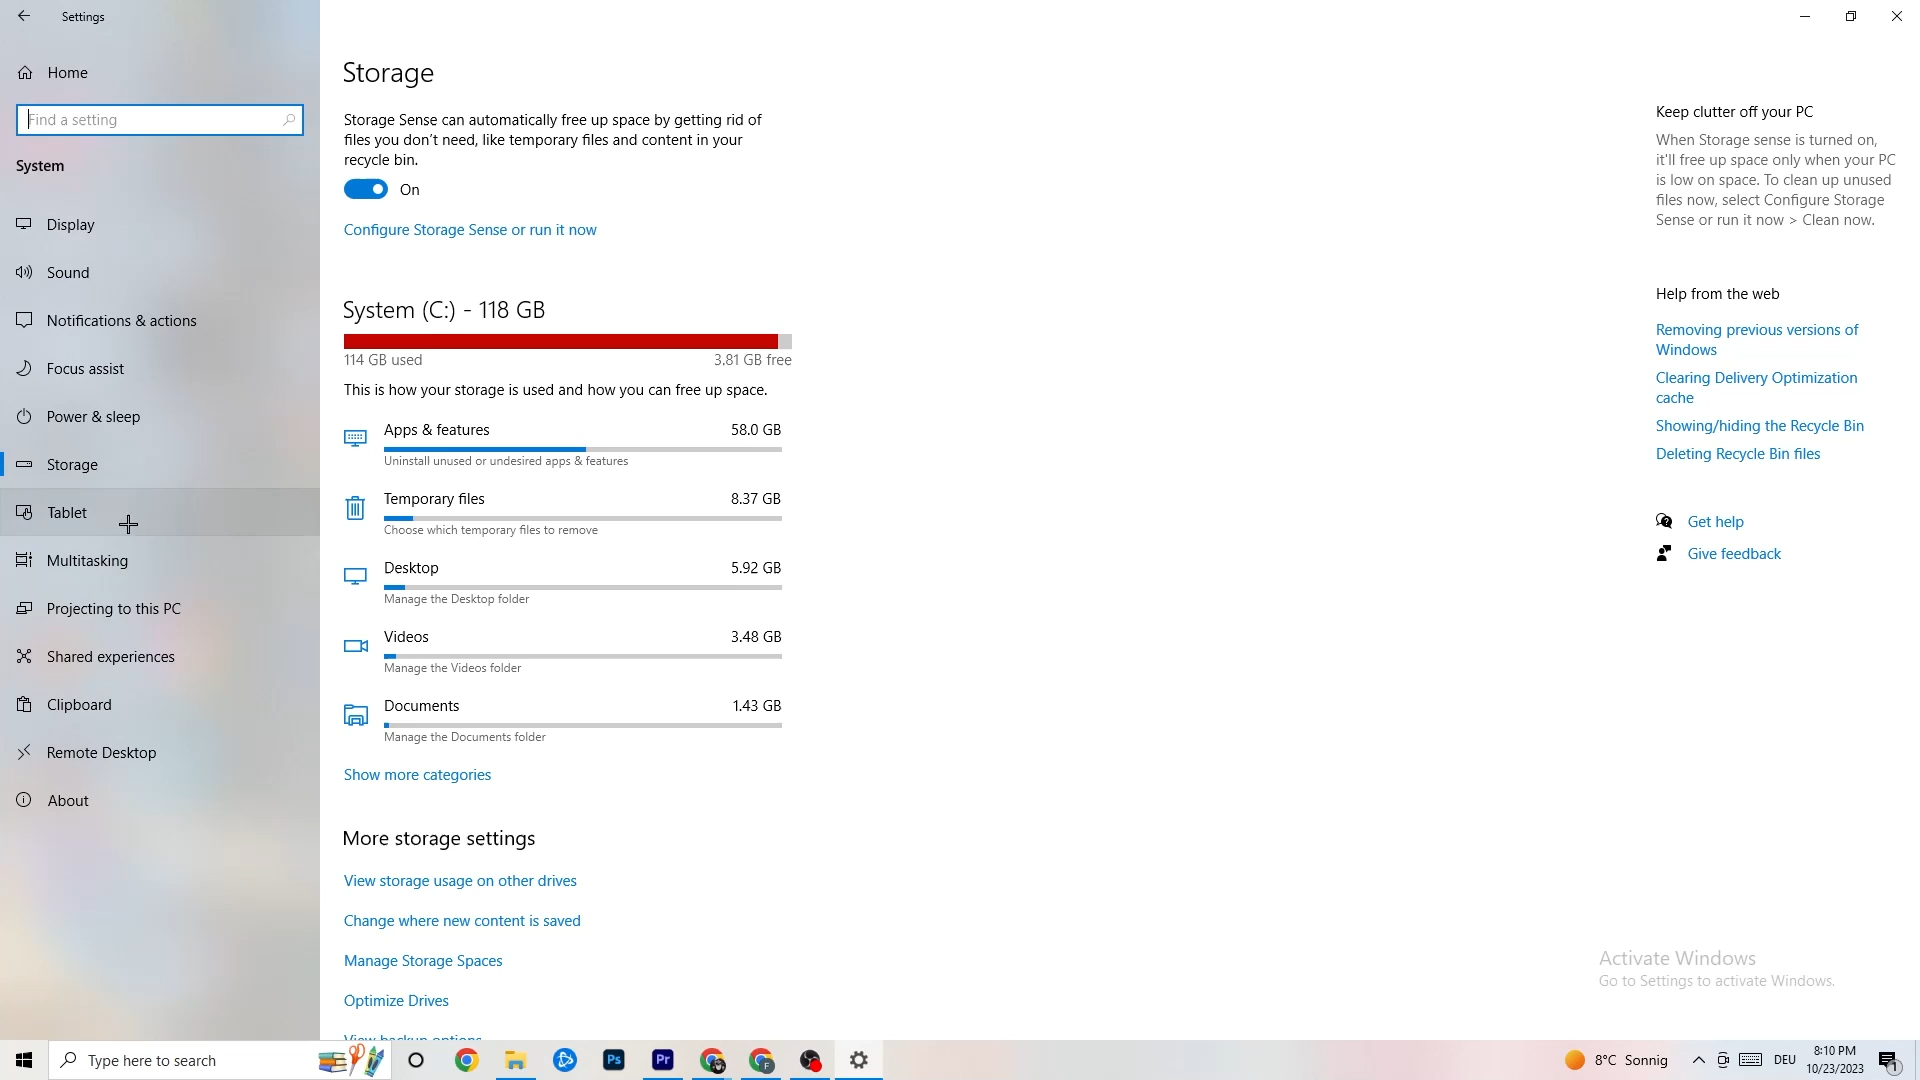 Settings
Home
Find a setting
System
Display
Sound
Notifications & actions
Focus assist
Power & sleep
Storage
Tablet
Multitasking
Projecting to this PC
Shared experiences
Clipboard
Remote Desktop
About
Storage
Storage Sense can automatically free up space by getting rid of
files you don’t need, like temporary files and content in your
recycle bin.
On
Configure Storage Sense or run it now
System (C:) - 118 GB
114 GB used 3.81 GB free
This is how your storage is used and how you can free up space.
Apps & features 58.0 GB
Uninstall unused or undesired apps & features
Temporary files 8.37 GB
Choose which temporary files to remove
Desktop 5.92 GB
Manage the Desktop folder
Videos 3.48 GB
Manage the Videos folder
Documents 1.43 GB
Manage the Documents folder
Show more categories
More storage settings
View storage usage on other drives
Change where new content is saved
Manage Storage Spaces
Optimize Drives
View backup options
Keep clutter off your PC
When Storage sense is turned on,
it'll free up space only when your PC
is low on space. To clean up unused
files now, select Configure Storage
Sense or run it now > Clean now.
Help from the web
Removing previous versions of
Windows
Clearing Delivery Optimization
cache
Showing/hiding the Recycle Bin
Deleting Recycle Bin files
Get help
Give feedback
Activate Windows
Go to Settings to activate Windows.
Type here to search
Ps
Pr
F
8°C Sonnig
DEU
8:10 PM
10/23/2023
1